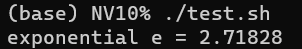 (base) NV10% ./test.sh
exponential e = 2.71828